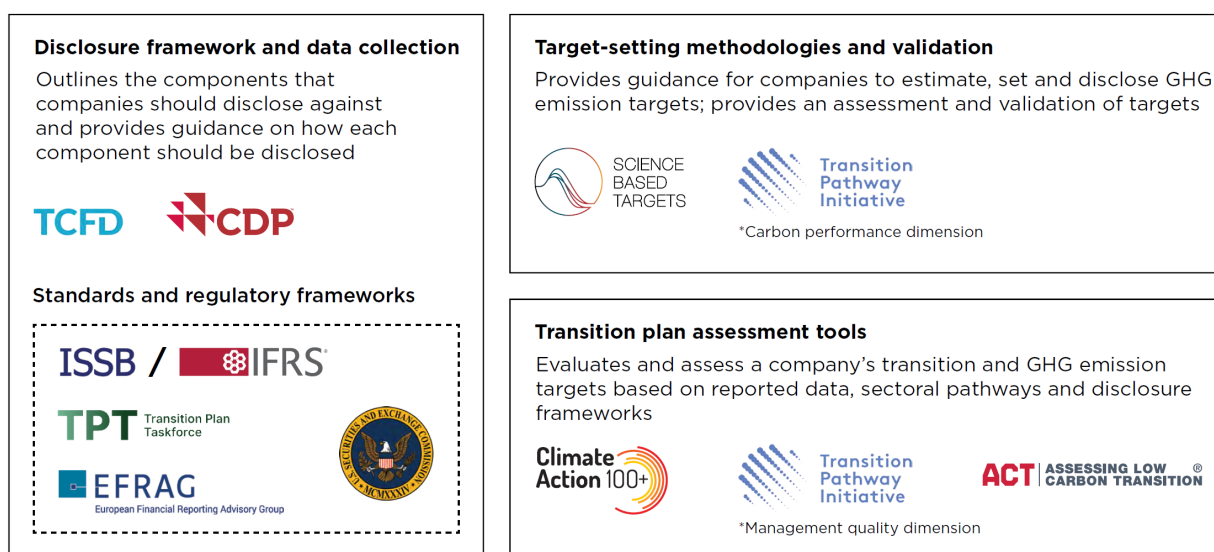 Disclosure framework and data collection
Outlines the components that
companies should disclose against
and provides guidance on how each
component should be disclosed
TCFD
CDP
Standards and regulatory frameworks
ISSB / IFRS®
TPT Transition Plan
Taskforce
U.S. SECURITIES AND EXCHANGE COMMISSION
MCMXXXIV
EFRAG
European Financial Reporting Advisory Group
Target-setting methodologies and validation
Provides guidance for companies to estimate, set and disclose GHG
emission targets; provides an assessment and validation of targets
SCIENCE
BASED
TARGETS
Transition
Pathway
Initiative
*Carbon performance dimension
Transition plan assessment tools
Evaluates and assess a company’s transition and GHG emission
targets based on reported data, sectoral pathways and disclosure
frameworks
Climate
Action 100+
Transition
Pathway
Initiative
*Management quality dimension
ACT ASSESSING LOW ®
CARBON TRANSITION